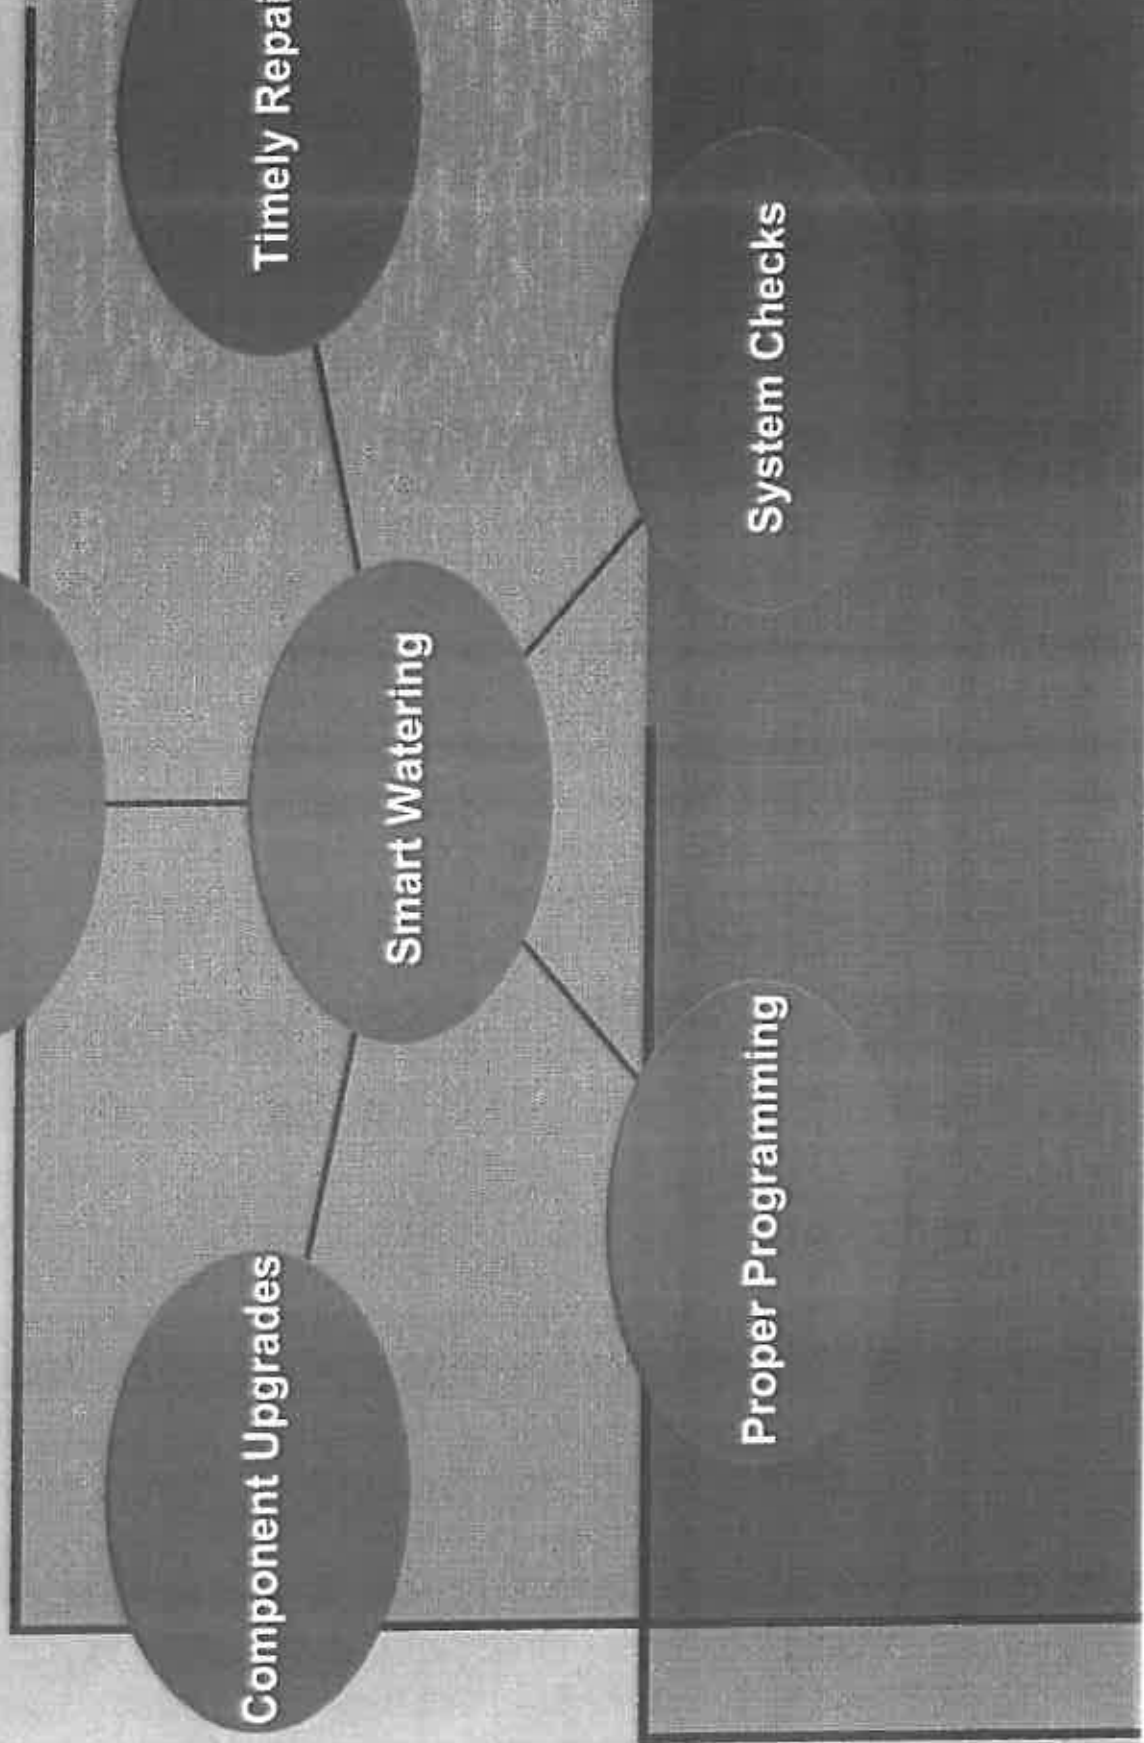 Component Upgrades
Smart Watering
Timely Repai
Proper Programming
System Checks